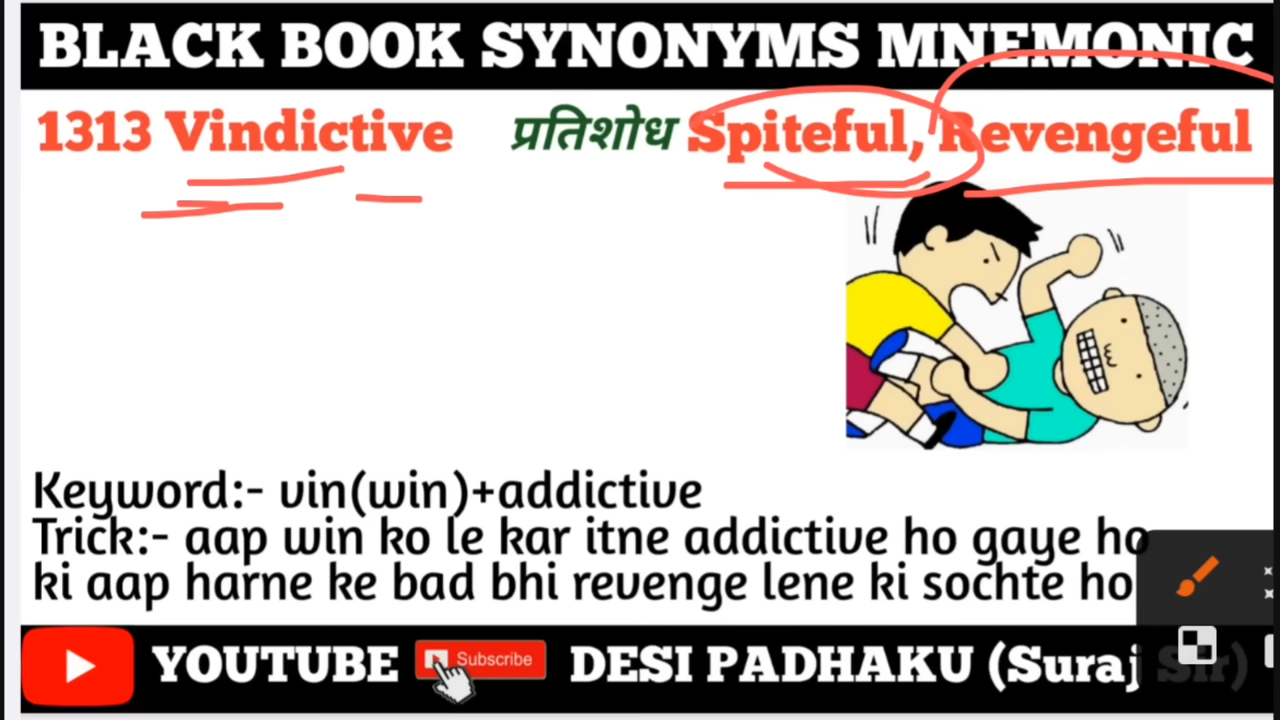 BLACK BOOK SYNONYMS MNEMONIC
1313 Vindictive प्रतिशोध Spiteful, Revengeful
Keyword:- vin(win)+addictive
Trick:- aap win ko le kar itne addictive ho gaye ho
ki aap harne ke bad bhi revenge lene ki sochte ho
YOUTUBE Subscribe DESI PADHAKU (Suraj Sir)